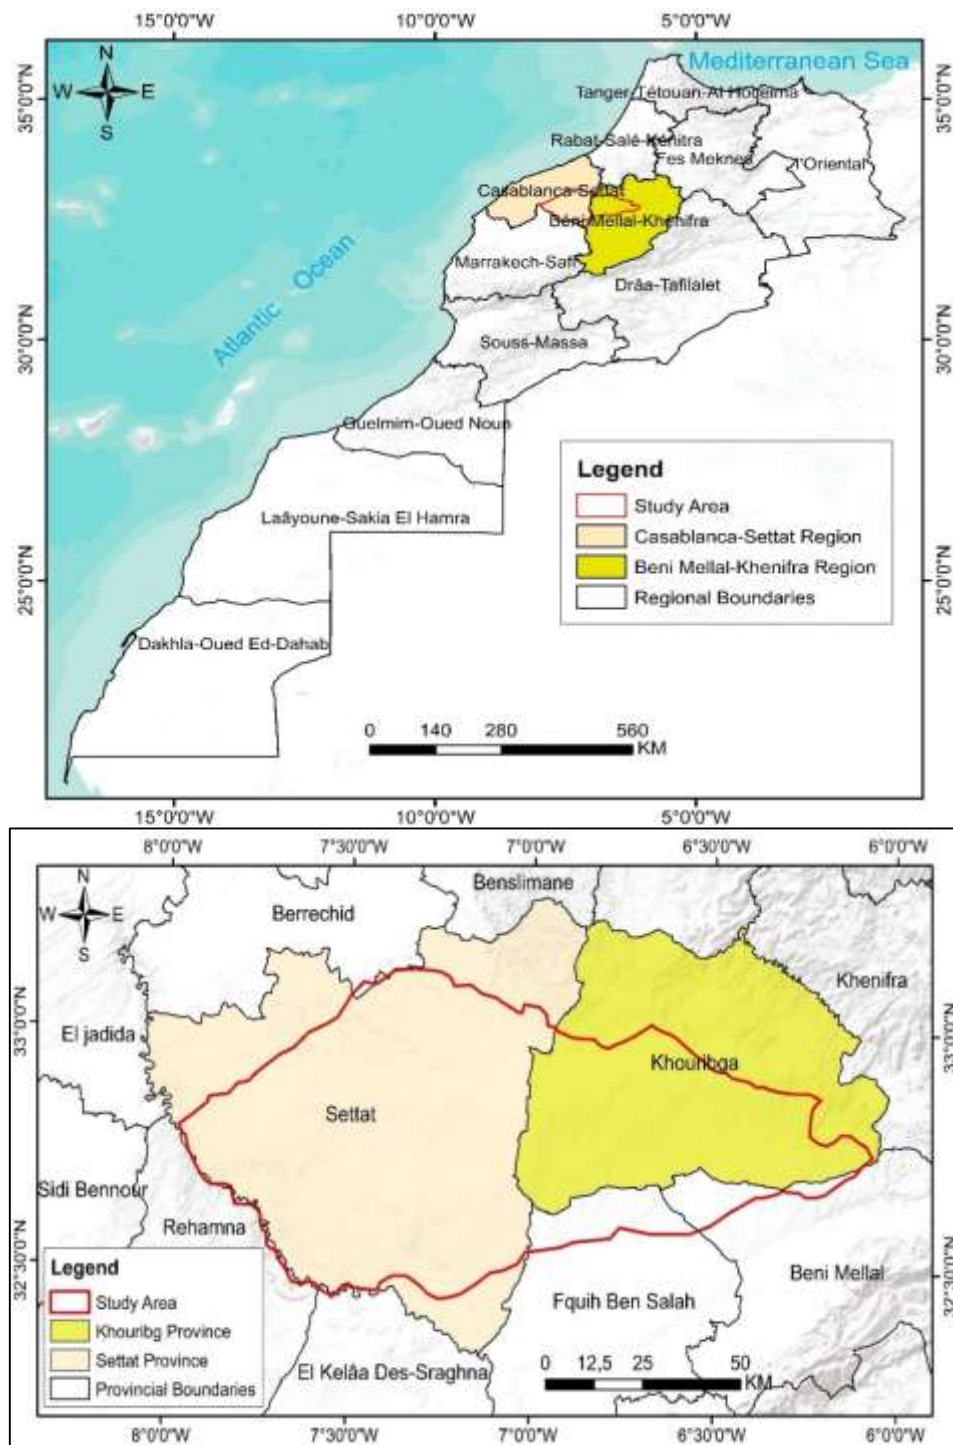 15°0'0"W 10°0'0"W 5°0'0"W
N
W E
S
Mediterranean Sea
35°0'0"N 35°0'0"N
Tanger-Tétouan-Al Hoceima
Rabat-Salé-Kénitra
Fes Meknes
l'Oriental
Casablanca-Settat
Béni Mellal-Khénifra
Marrakech-Safi
Drâa-Tafilalet
Atlantic Ocean
30°0'0"N 30°0'0"N
Souss-Massa
Guelmim-Oued Noun
Legend
Study Area
Casablanca-Settat Region
Beni Mellal-Khenifra Region
Regional Boundaries
Laâyoune-Sakia El Hamra
25°0'0"N 25°0'0"N
Dakhla-Oued Ed-Dahab
0 140 280 560
KM
15°0'0"W 10°0'0"W 5°0'0"W
8°0'0"W 7°30'0"W 7°0'0"W 6°30'0"W 6°0'0"W
N
W E
S
Benslimane
Berrechid
Khenifra
33°0'0"N 33°0'0"N
El jadida
Khouribga
Settat
Sidi Bennour
Rehamna
32°30'0"N 32°30'0"N
Beni Mellal
Fquih Ben Salah
El Kelâa Des-Sraghna
Legend
Study Area
Khouribg Province
Settat Province
Provincial Boundaries
0 12,5 25 50
KM
8°0'0"W 7°30'0"W 7°0'0"W 6°30'0"W 6°0'0"W